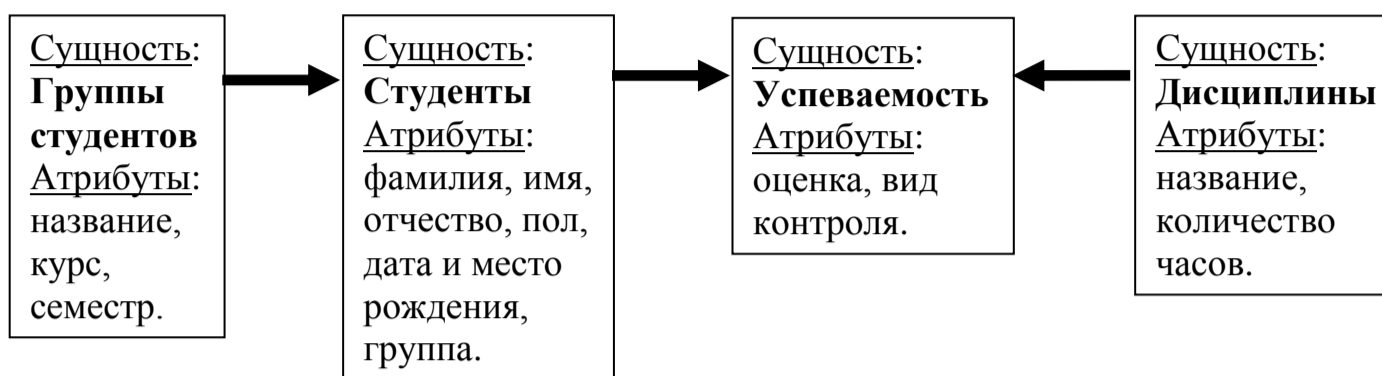 Сущность:
Группы
студентов
Атрибуты:
название,
курс,
семестр.
Сущность:
Студенты
Атрибуты:
фамилия, имя,
отчество, пол,
дата и место
рождения,
группа.
Сущность:
Успеваемость
Атрибуты:
оценка, вид
контроля.
Сущность:
Дисциплины
Атрибуты:
название,
количество
часов.